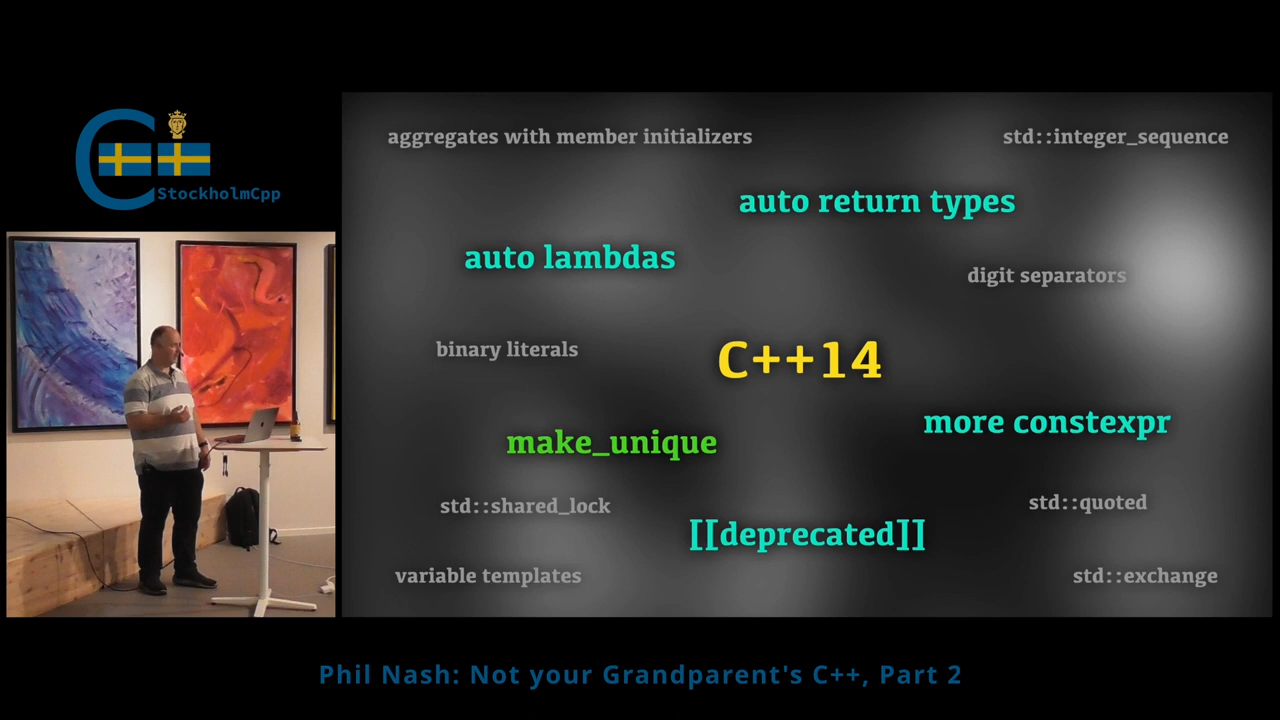 StockholmCpp
aggregates with member initializers
std::integer_sequence
auto return types
auto lambdas
digit separators
binary literals
C++14
more constexpr
make_unique
std::shared_lock
std::quoted
[[deprecated]]
variable templates
std::exchange
Phil Nash: Not your Grandparent's C++, Part 2